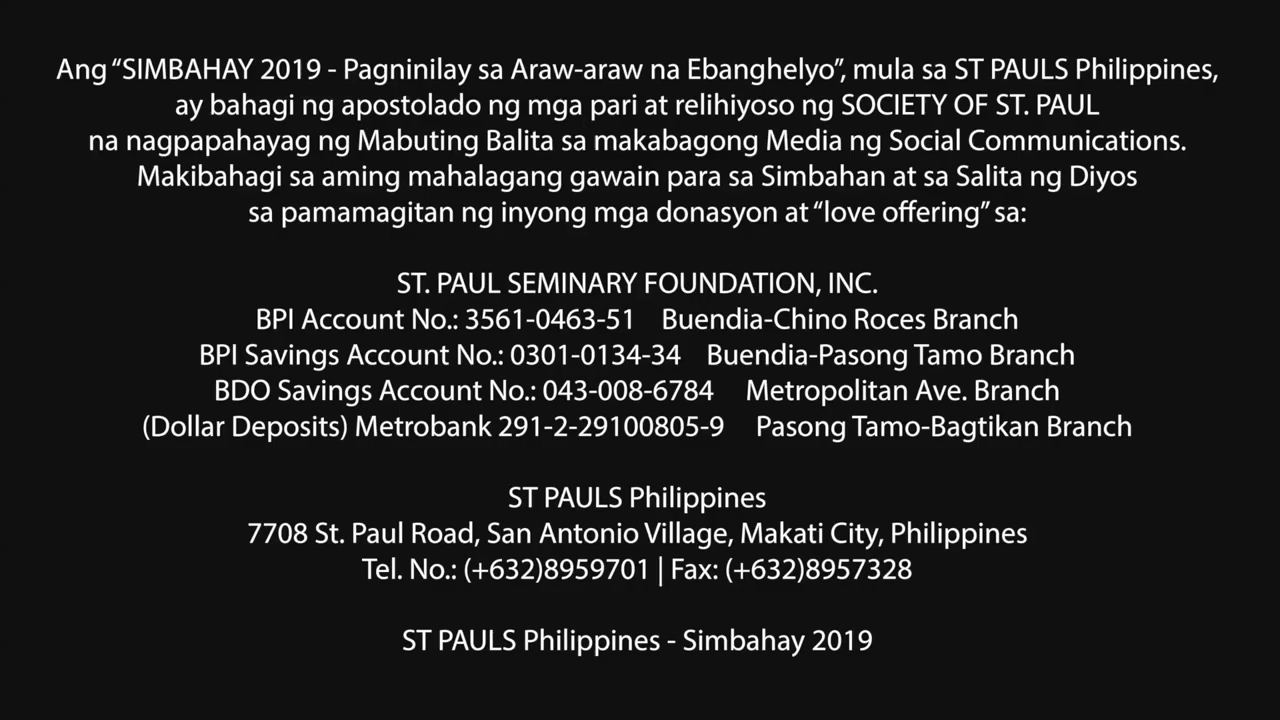 Ang “SIMBAHAY 2019 - Pagninilay sa Araw-araw na Ebanghelyo”, mula sa ST PAULS Philippines,
ay bahagi ng apostolado ng mga pari at relihiyoso ng SOCIETY OF ST. PAUL
na nagpapahayag ng Mabuting Balita sa makabagong Media ng Social Communications.
Makibahagi sa aming mahalagang gawain para sa Simbahan at sa Salita ng Diyos
sa pamamagitan ng inyong mga donasyon at “love offering” sa:
ST. PAUL SEMINARY FOUNDATION, INC.
BPI Account No.: 3561-0463-51 Buendia-Chino Roces Branch
BPI Savings Account No.: 0301-0134-34 Buendia-Pasong Tamo Branch
BDO Savings Account No.: 043-008-6784 Metropolitan Ave. Branch
(Dollar Deposits) Metrobank 291-2-29100805-9 Pasong Tamo-Bagtikan Branch
ST PAULS Philippines
7708 St. Paul Road, San Antonio Village, Makati City, Philippines
Tel. No.: (+632)8959701 | Fax: (+632)8957328
ST PAULS Philippines - Simbahay 2019